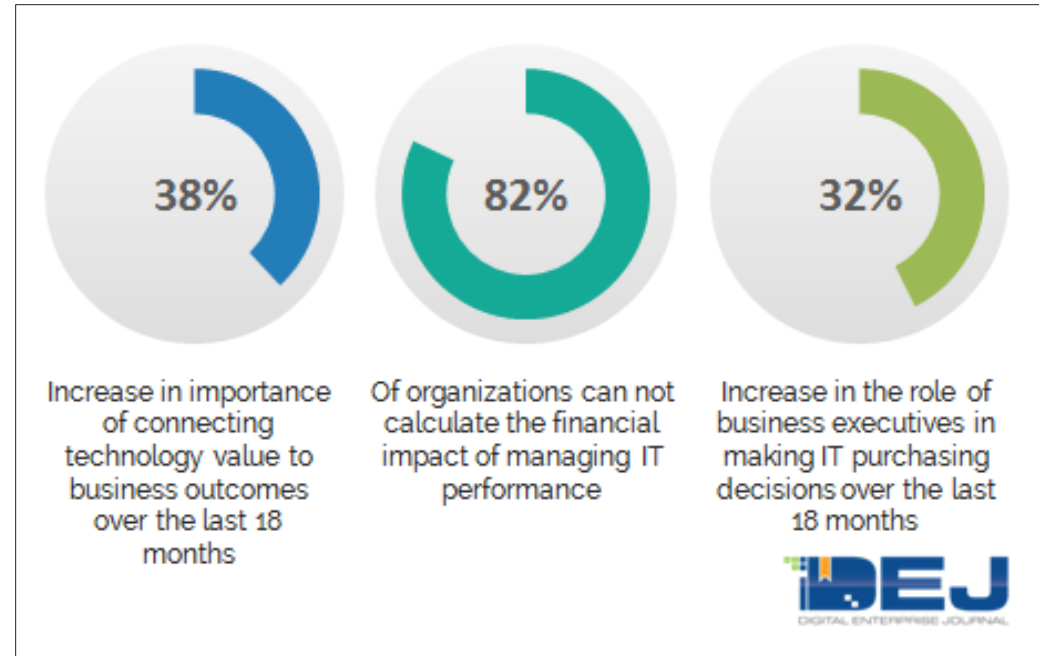 38%
82%
32%
Increase in importance
of connecting
technology value to
business outcomes
over the last 18
months
Of organizations can not
calculate the financial
impact of managing IT
performance
Increase in the role of
business executives in
making IT purchasing
decisions over the last
18 months
DEJ
DIGITAL ENTERPRISE JOURNAL